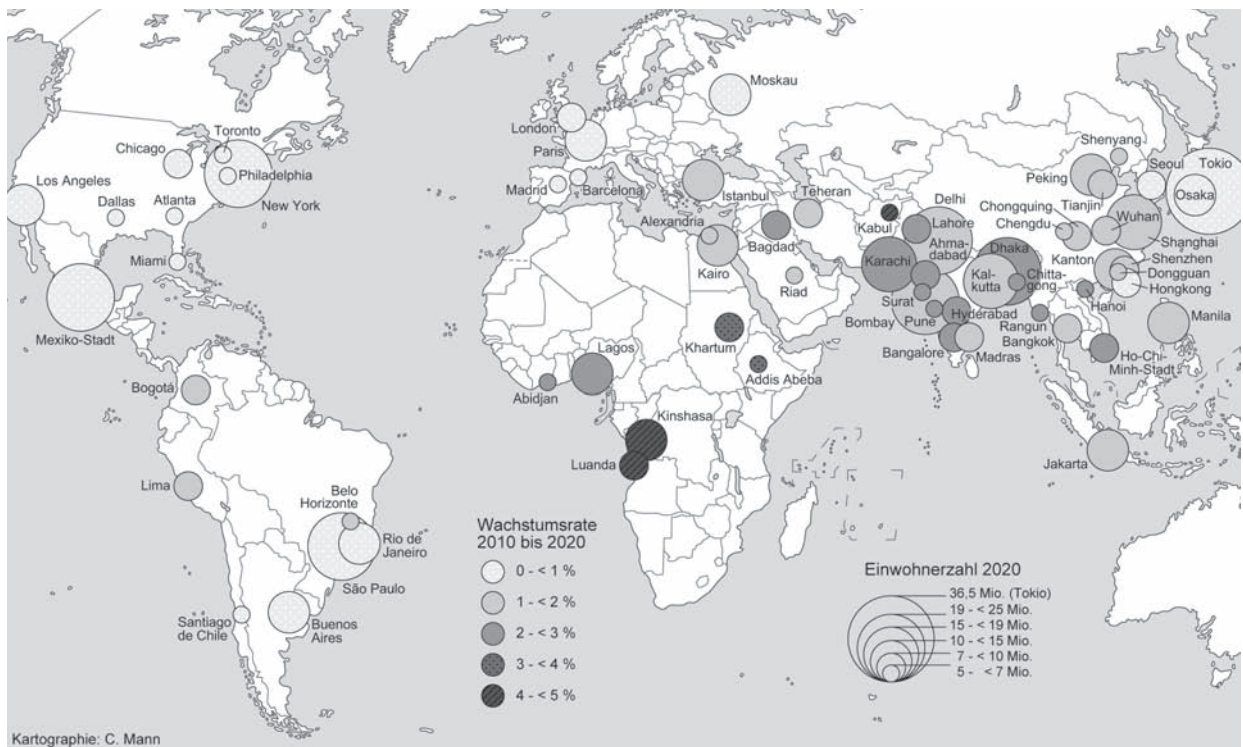 Moskau
London
Paris
Madrid
Barcelona
Istanbul
Toronto
Chicago
Philadelphia
New York
Los Angeles
Dallas
Atlanta
Miami
Mexiko-Stadt
Bogotá
Lima
Belo
Horizonte
Rio de
Janeiro
São Paulo
Santiago
de Chile
Buenos
Aires
Alexandria
Kairo
Bagdad
Teheran
Riad
Kabul
Khartum
Addis Abeba
Lagos
Abidjan
Kinshasa
Luanda
Delhi
Lahore
Karachi
Ahma-
dabad
Dhaka
Kal-
kutta
Chitta-
gong
Surat
Bombay
Pune
Hyderabad
Bangalore
Madras
Rangun
Bangkok
Hanoi
Ho-Chi-
Minh-Stadt
Manila
Jakarta
Shenyang
Seoul
Tokio
Osaka
Peking
Tianjin
Chongquing
Chengdu
Wuhan
Shanghai
Kanton
Shenzhen
Dongguan
Hongkong
Wachstumsrate
2010 bis 2020
0 - < 1 %
1 - < 2 %
2 - < 3 %
3 - < 4 %
4 - < 5 %
Einwohnerzahl 2020
36,5 Mio. (Tokio)
19 - < 25 Mio.
15 - < 19 Mio.
10 - < 15 Mio.
7 - < 10 Mio.
5 - < 7 Mio.
Kartographie: C. Mann